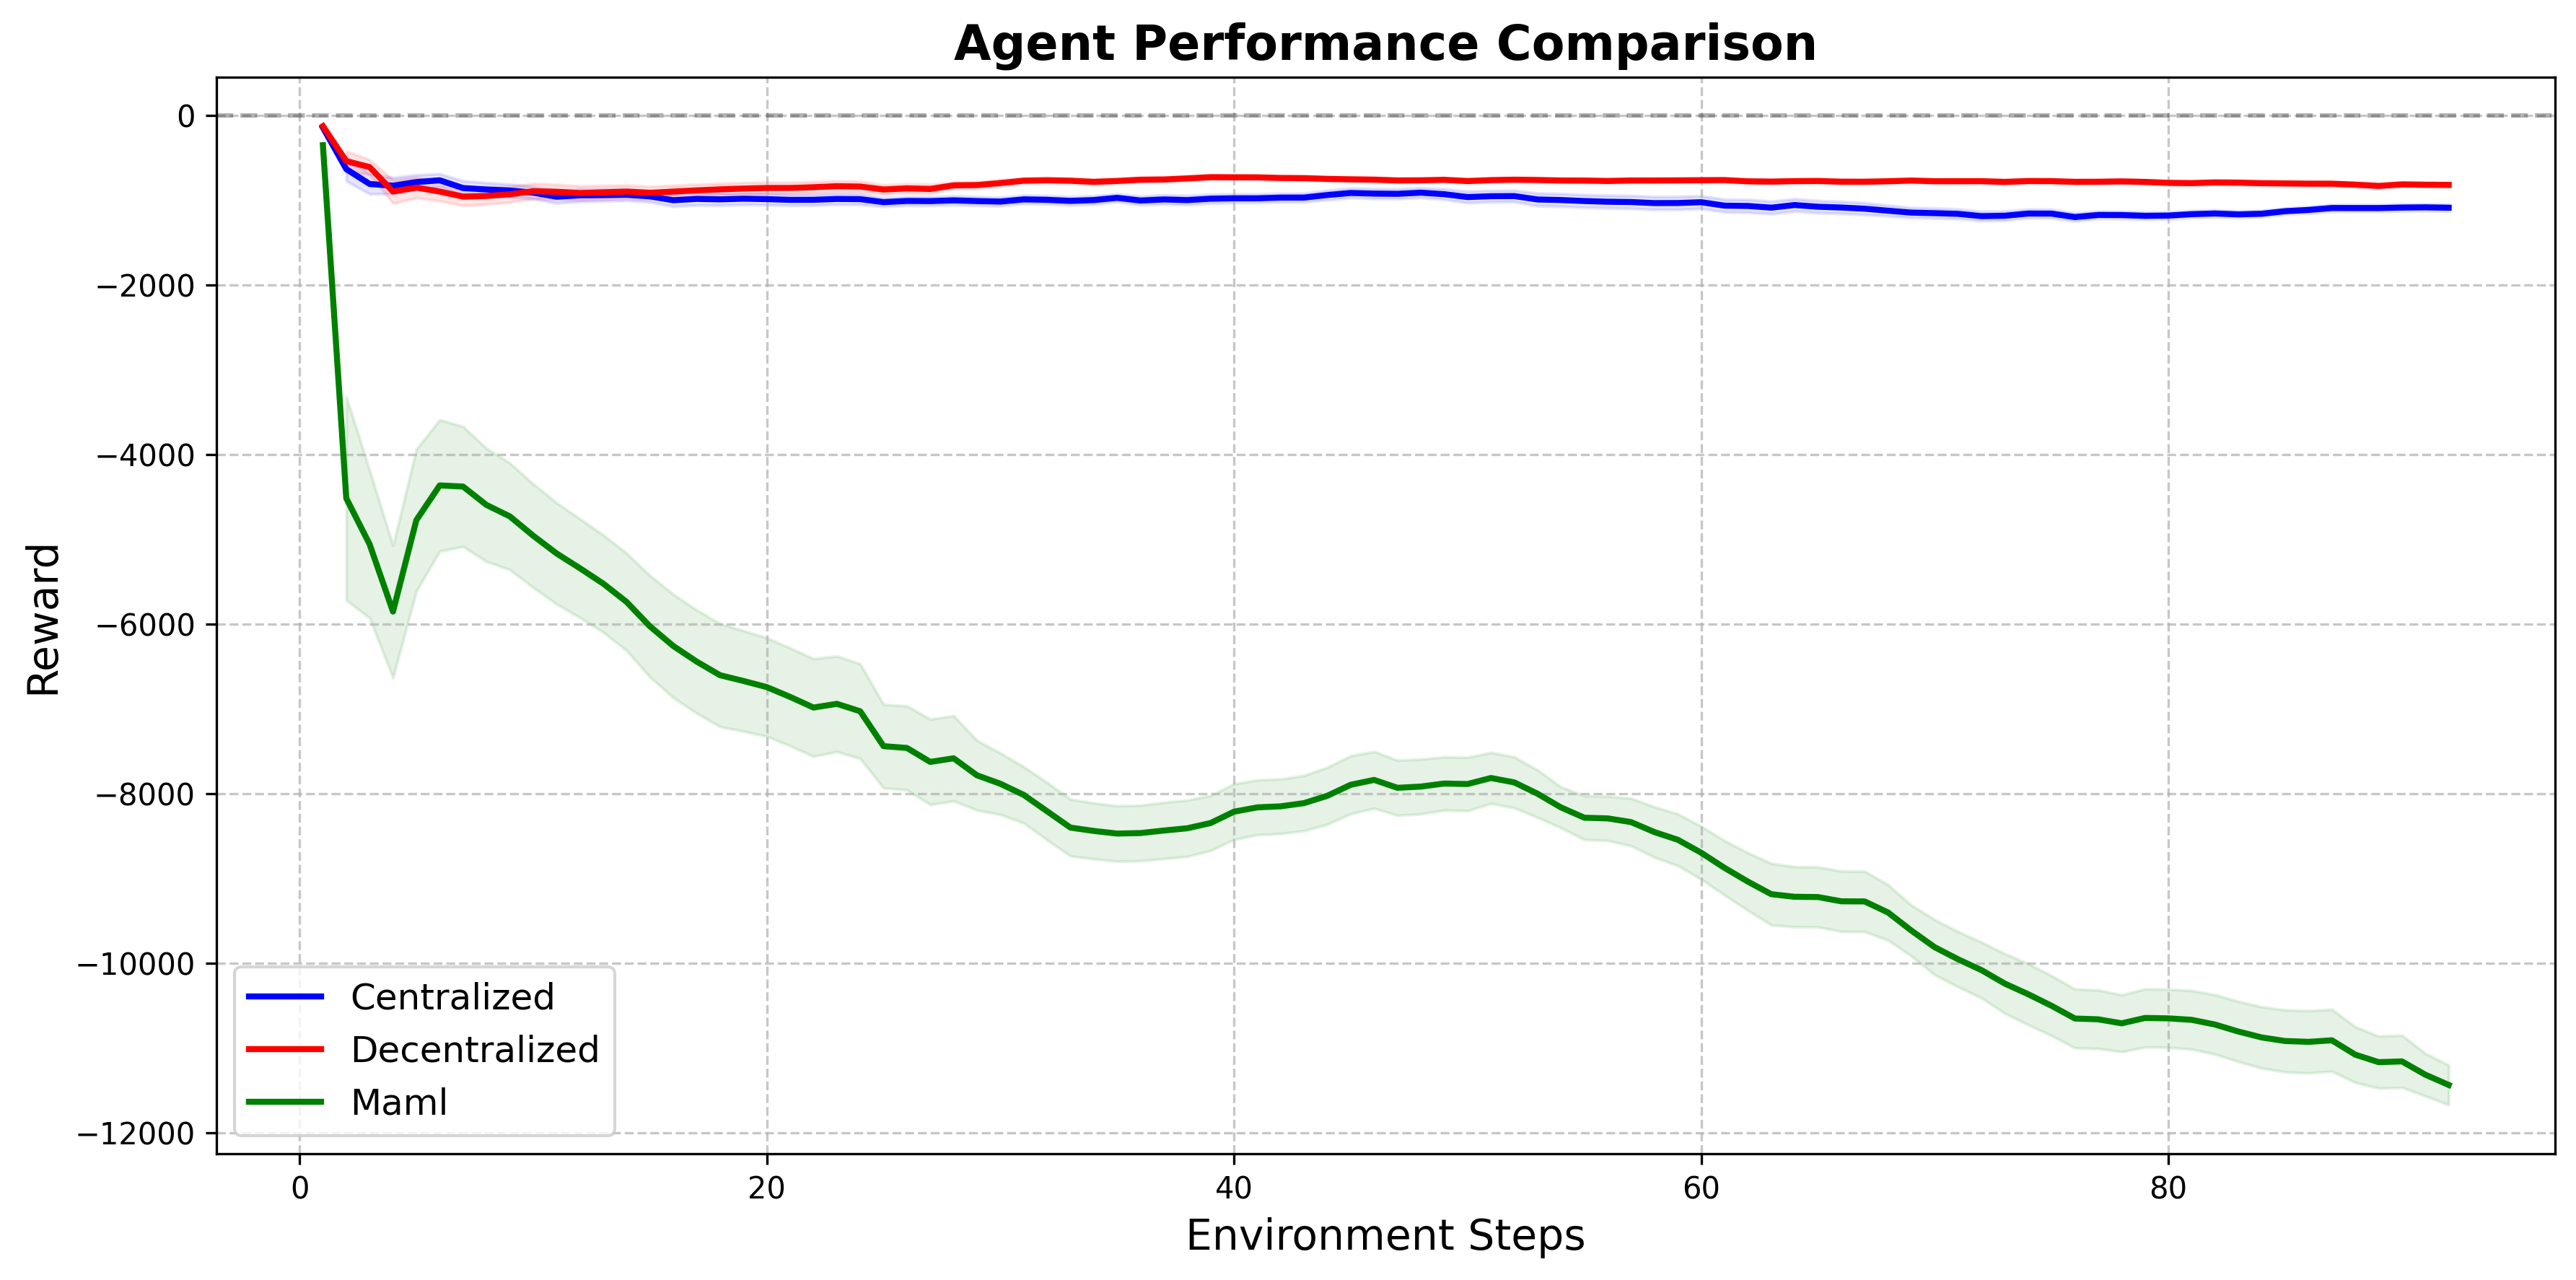 Agent Performance Comparison
0
−2000
−4000
−6000
−8000
−10000
−12000
Reward
Centralized
Decentralized
Maml
0 20 40 60 80
Environment Steps